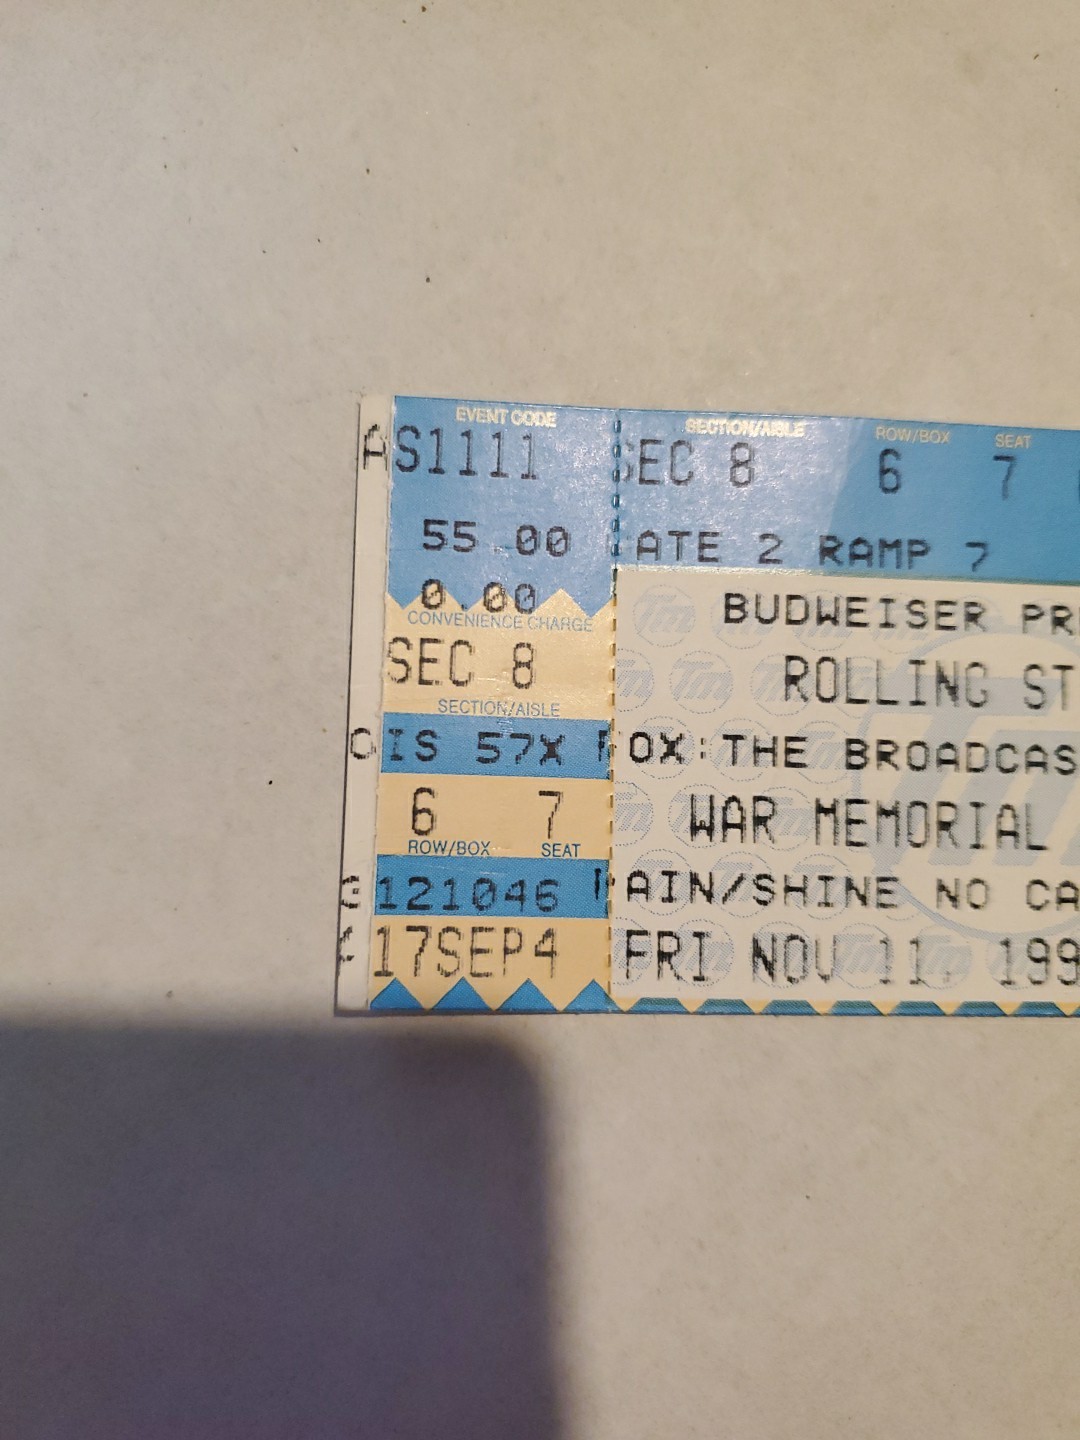 EVENT CODE
AS1111
55.00
0.00
CONVENIENCE CHARGE
SEC 8
SECTION/AISLE
IS 57X
6 7
ROW/BOX SEAT
3121046
17SEP4
SECTION/AISLE ROW/BOX SEAT
SEC 8 6 7
ATE 2 RAMP 7
BUDWEISER PR
ROLLING ST
OX:THE BROADCAS
WAR MEMORIAL
AIN/SHINE NO CA
FRI NOV 11, 199